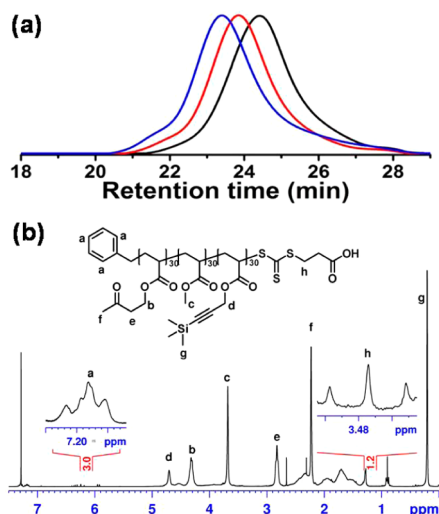 (a)
18 20 22 24 26 28
Retention time (min)
(b)
a a
a a
30 30 30
S S OH
O O O O O O O S h O
O b c d
f e
Si
g
a
7.20 ppm
3.0
d b c e f
h
3.48 ppm
1.2
g
7 6 5 4 3 2 1 ppm